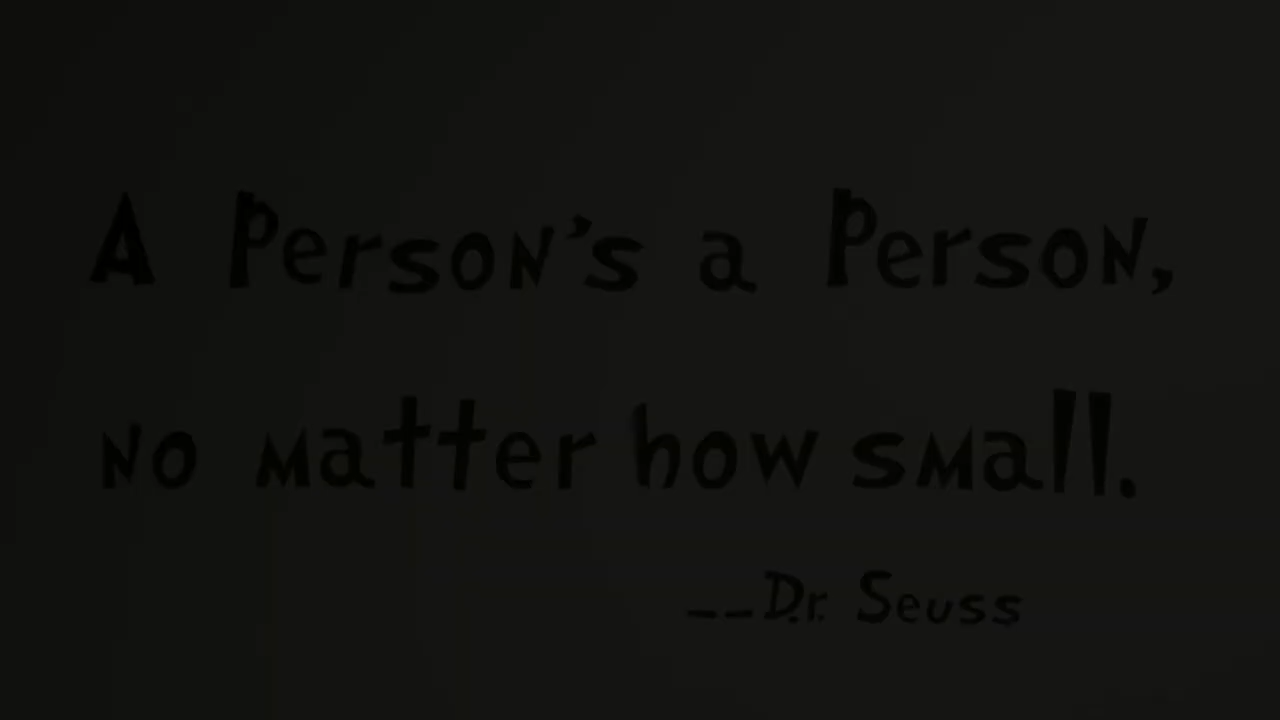 A Person's a Person,
no matter how small.
--Dr. Seuss